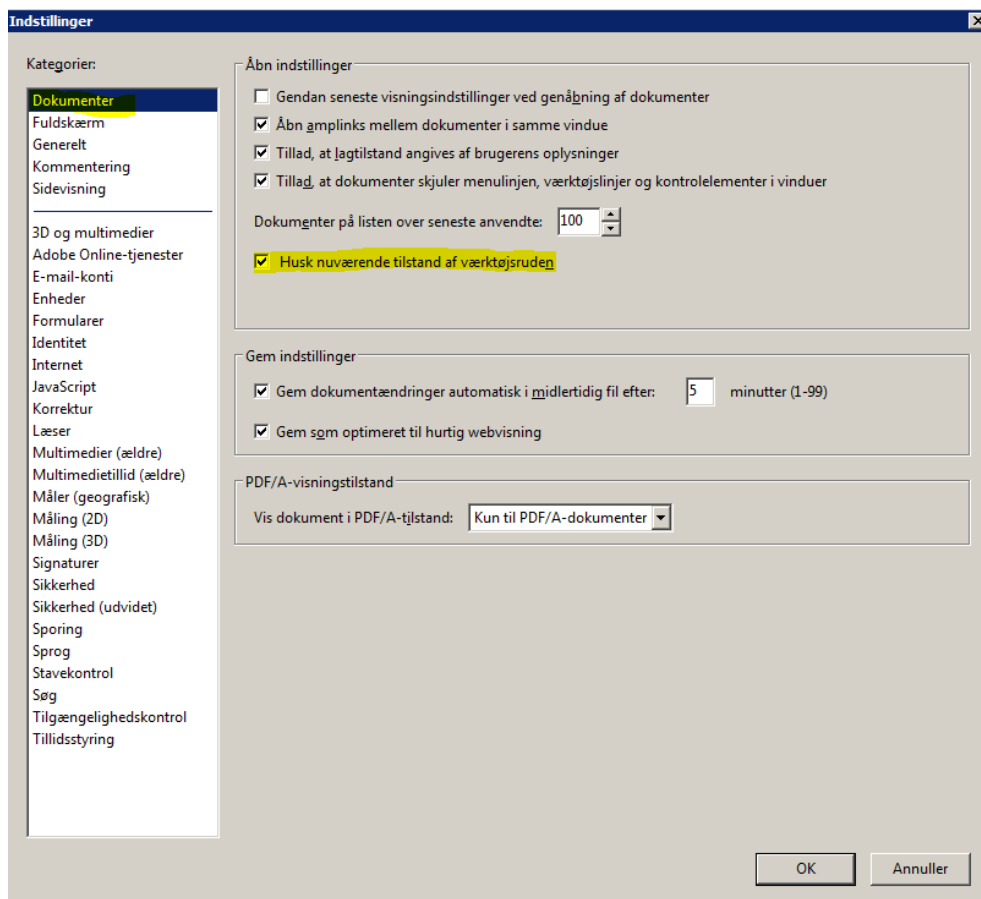 Indstillinger
Kategorier:
Dokumenter
Fuldskærm
Generelt
Kommentering
Sidevisning
3D og multimedier
Adobe Online-tjenester
E-mail-konti
Enheder
Formularer
Identitet
Internet
JavaScript
Korrektur
Læser
Multimedier (ældre)
Multimedietillid (ældre)
Måler (geografisk)
Måling (2D)
Måling (3D)
Signaturer
Sikkerhed
Sikkerhed (udvidet)
Sporing
Sprog
Stavekontrol
Søg
Tilgængelighedskontrol
Tillidsstyring
Åbn indstillinger
Gendan seneste visningsindstillinger ved genåbning af dokumenter
Åbn amplinks mellem dokumenter i samme vindue
Tillad, at lagtilstand angives af brugerens oplysninger
Tillad, at dokumenter skjuler menulinjen, værktøjslinjer og kontrolelementer i vinduer
Dokumenter på listen over seneste anvendte: 100
Husk nuværende tilstand af værktøjsruden
Gem indstillinger
Gem dokumentændringer automatisk i midlertidig fil efter: 5 minutter (1-99)
Gem som optimeret til hurtig webvisning
PDF/A-visningstilstand
Vis dokument i PDF/A-tilstand: Kun til PDF/A-dokumenter
OK Annuller